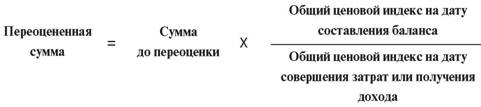 Переоцененная
сумма
=
Сумма
до переоценки
X
Общий ценовой индекс на дату
составления баланса
Общий ценовой индекс на дату
совершения затрат или получения
дохода